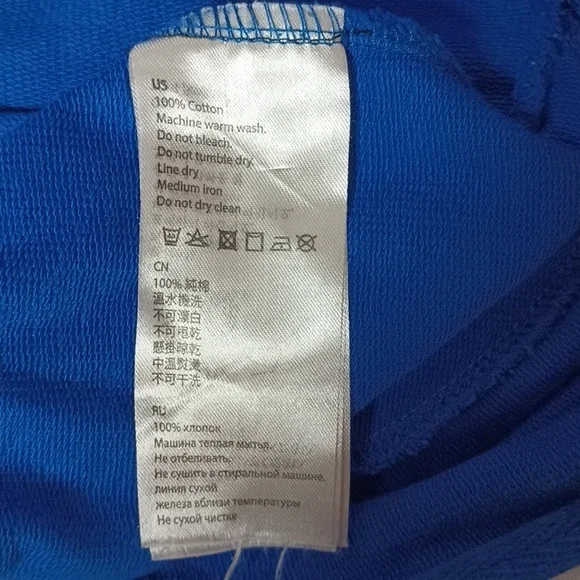 US
100% Cotton
Machine warm wash.
Do not bleach.
Do not tumble dry
Line dry
Medium iron
Do not dry clean
CN
100% 純棉
溫水機洗
不可漂白
不可电乾
懸掛晾乾
中溫熨燙
不可干洗
RU
100% хлопок
Машина теплая мытья.
Не отбеливать.
Не сушить в стиральной машине.
линия сухой
железа вблизи температуры
Не сухой чистки